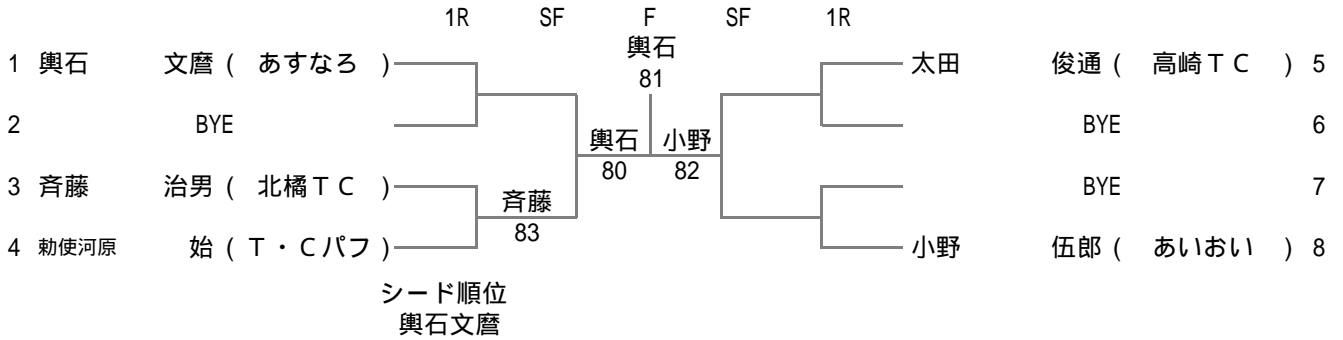 1R SF F SF 1R
輿石
1 輿石 文麿 ( あすなろ ) 81 太田 俊通 ( 高崎ＴＣ ) 5
2 BYE BYE 6
輿石 小野
80 82
3 斉藤 治男 ( 北橘ＴＣ ) BYE 7
斉藤
83
4 勅使河原 始 ( Ｔ・Ｃパフ ) 小野 伍郎 ( あいおい ) 8
シード順位
輿石文麿